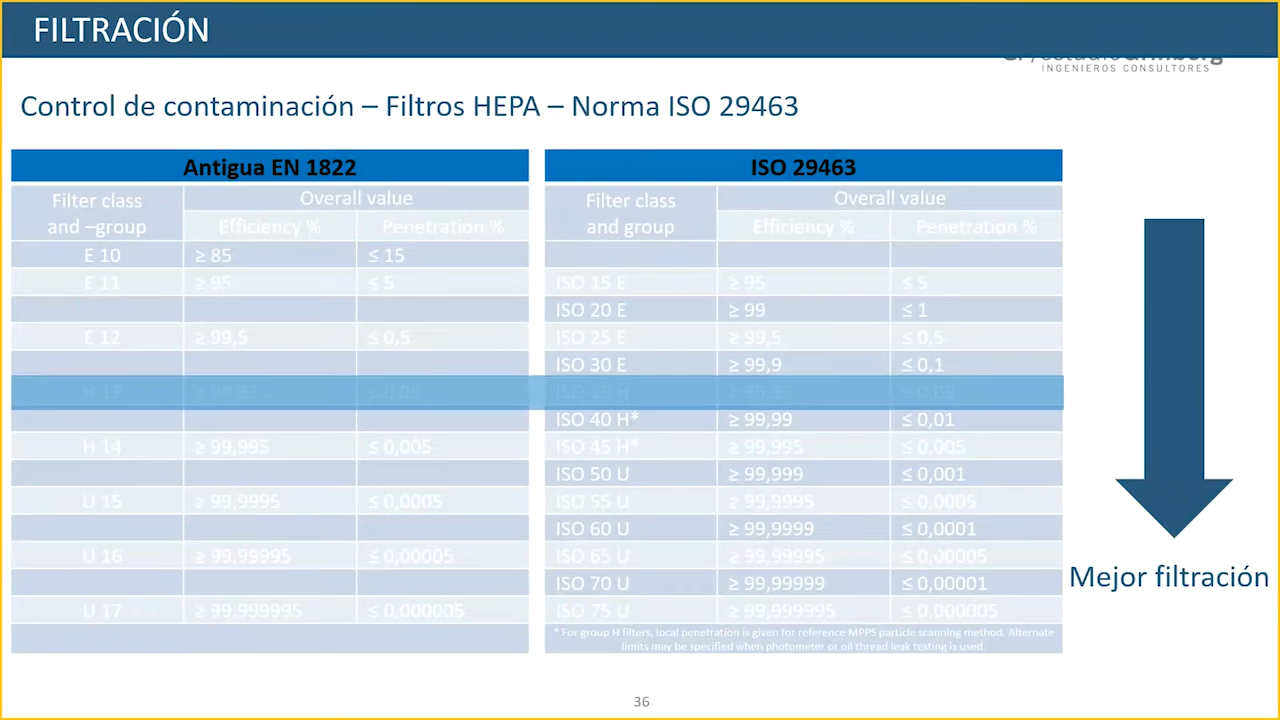 FILTRACIÓN
INGENIEROS CONSULTORES
Control de contaminación – Filtros HEPA – Norma ISO 29463
Antigua EN 1822
Filter class and –group
Overall value
Efficiency % Penetration %
E 10 ≥ 85 ≤ 15
E 11 ≥ 95 ≤ 5
E 12 ≥ 99,5 ≤ 0,5
H 13 ≥ 99,95 ≤ 0,05
H 14 ≥ 99,995 ≤ 0,005
U 15 ≥ 99,9995 ≤ 0,0005
U 16 ≥ 99,99995 ≤ 0,00005
U 17 ≥ 99,999995 ≤ 0,000005
ISO 29463
Filter class and group
Overall value
Efficiency % Penetration %
ISO 15 E ≥ 95 ≤ 5
ISO 20 E ≥ 99 ≤ 1
ISO 25 E ≥ 99,5 ≤ 0,5
ISO 30 E ≥ 99,9 ≤ 0,1
ISO 35 H ≥ 99,95 ≤ 0,05
ISO 40 H* ≥ 99,99 ≤ 0,01
ISO 45 H* ≥ 99,995 ≤ 0,005
ISO 50 U ≥ 99,999 ≤ 0,001
ISO 55 U ≥ 99,9995 ≤ 0,0005
ISO 60 U ≥ 99,9999 ≤ 0,0001
ISO 65 U ≥ 99,99995 ≤ 0,00005
ISO 70 U ≥ 99,99999 ≤ 0,00001
ISO 75 U ≥ 99,999995 ≤ 0,000005
* For group H filters, local penetration is given for reference MPPS particle scanning method. Alternate
limits may be specified when photometer or oil thread leak testing is used.
Mejor filtración
36